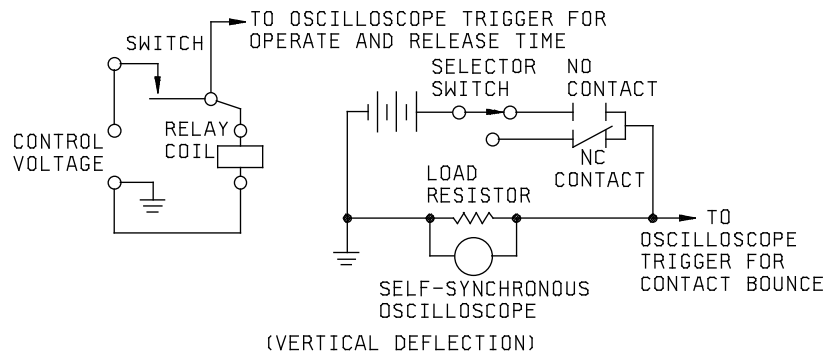 TO OSCILLOSCOPE TRIGGER FOR
OPERATE AND RELEASE TIME
SWITCH
SELECTOR
SWITCH
NO
CONTACT
CONTROL
VOLTAGE
RELAY
COIL
NC
CONTACT
LOAD
RESISTOR
TO
OSCILLOSCOPE
TRIGGER FOR
CONTACT BOUNCE
SELF-SYNCHRONOUS
OSCILLOSCOPE
(VERTICAL DEFLECTION)